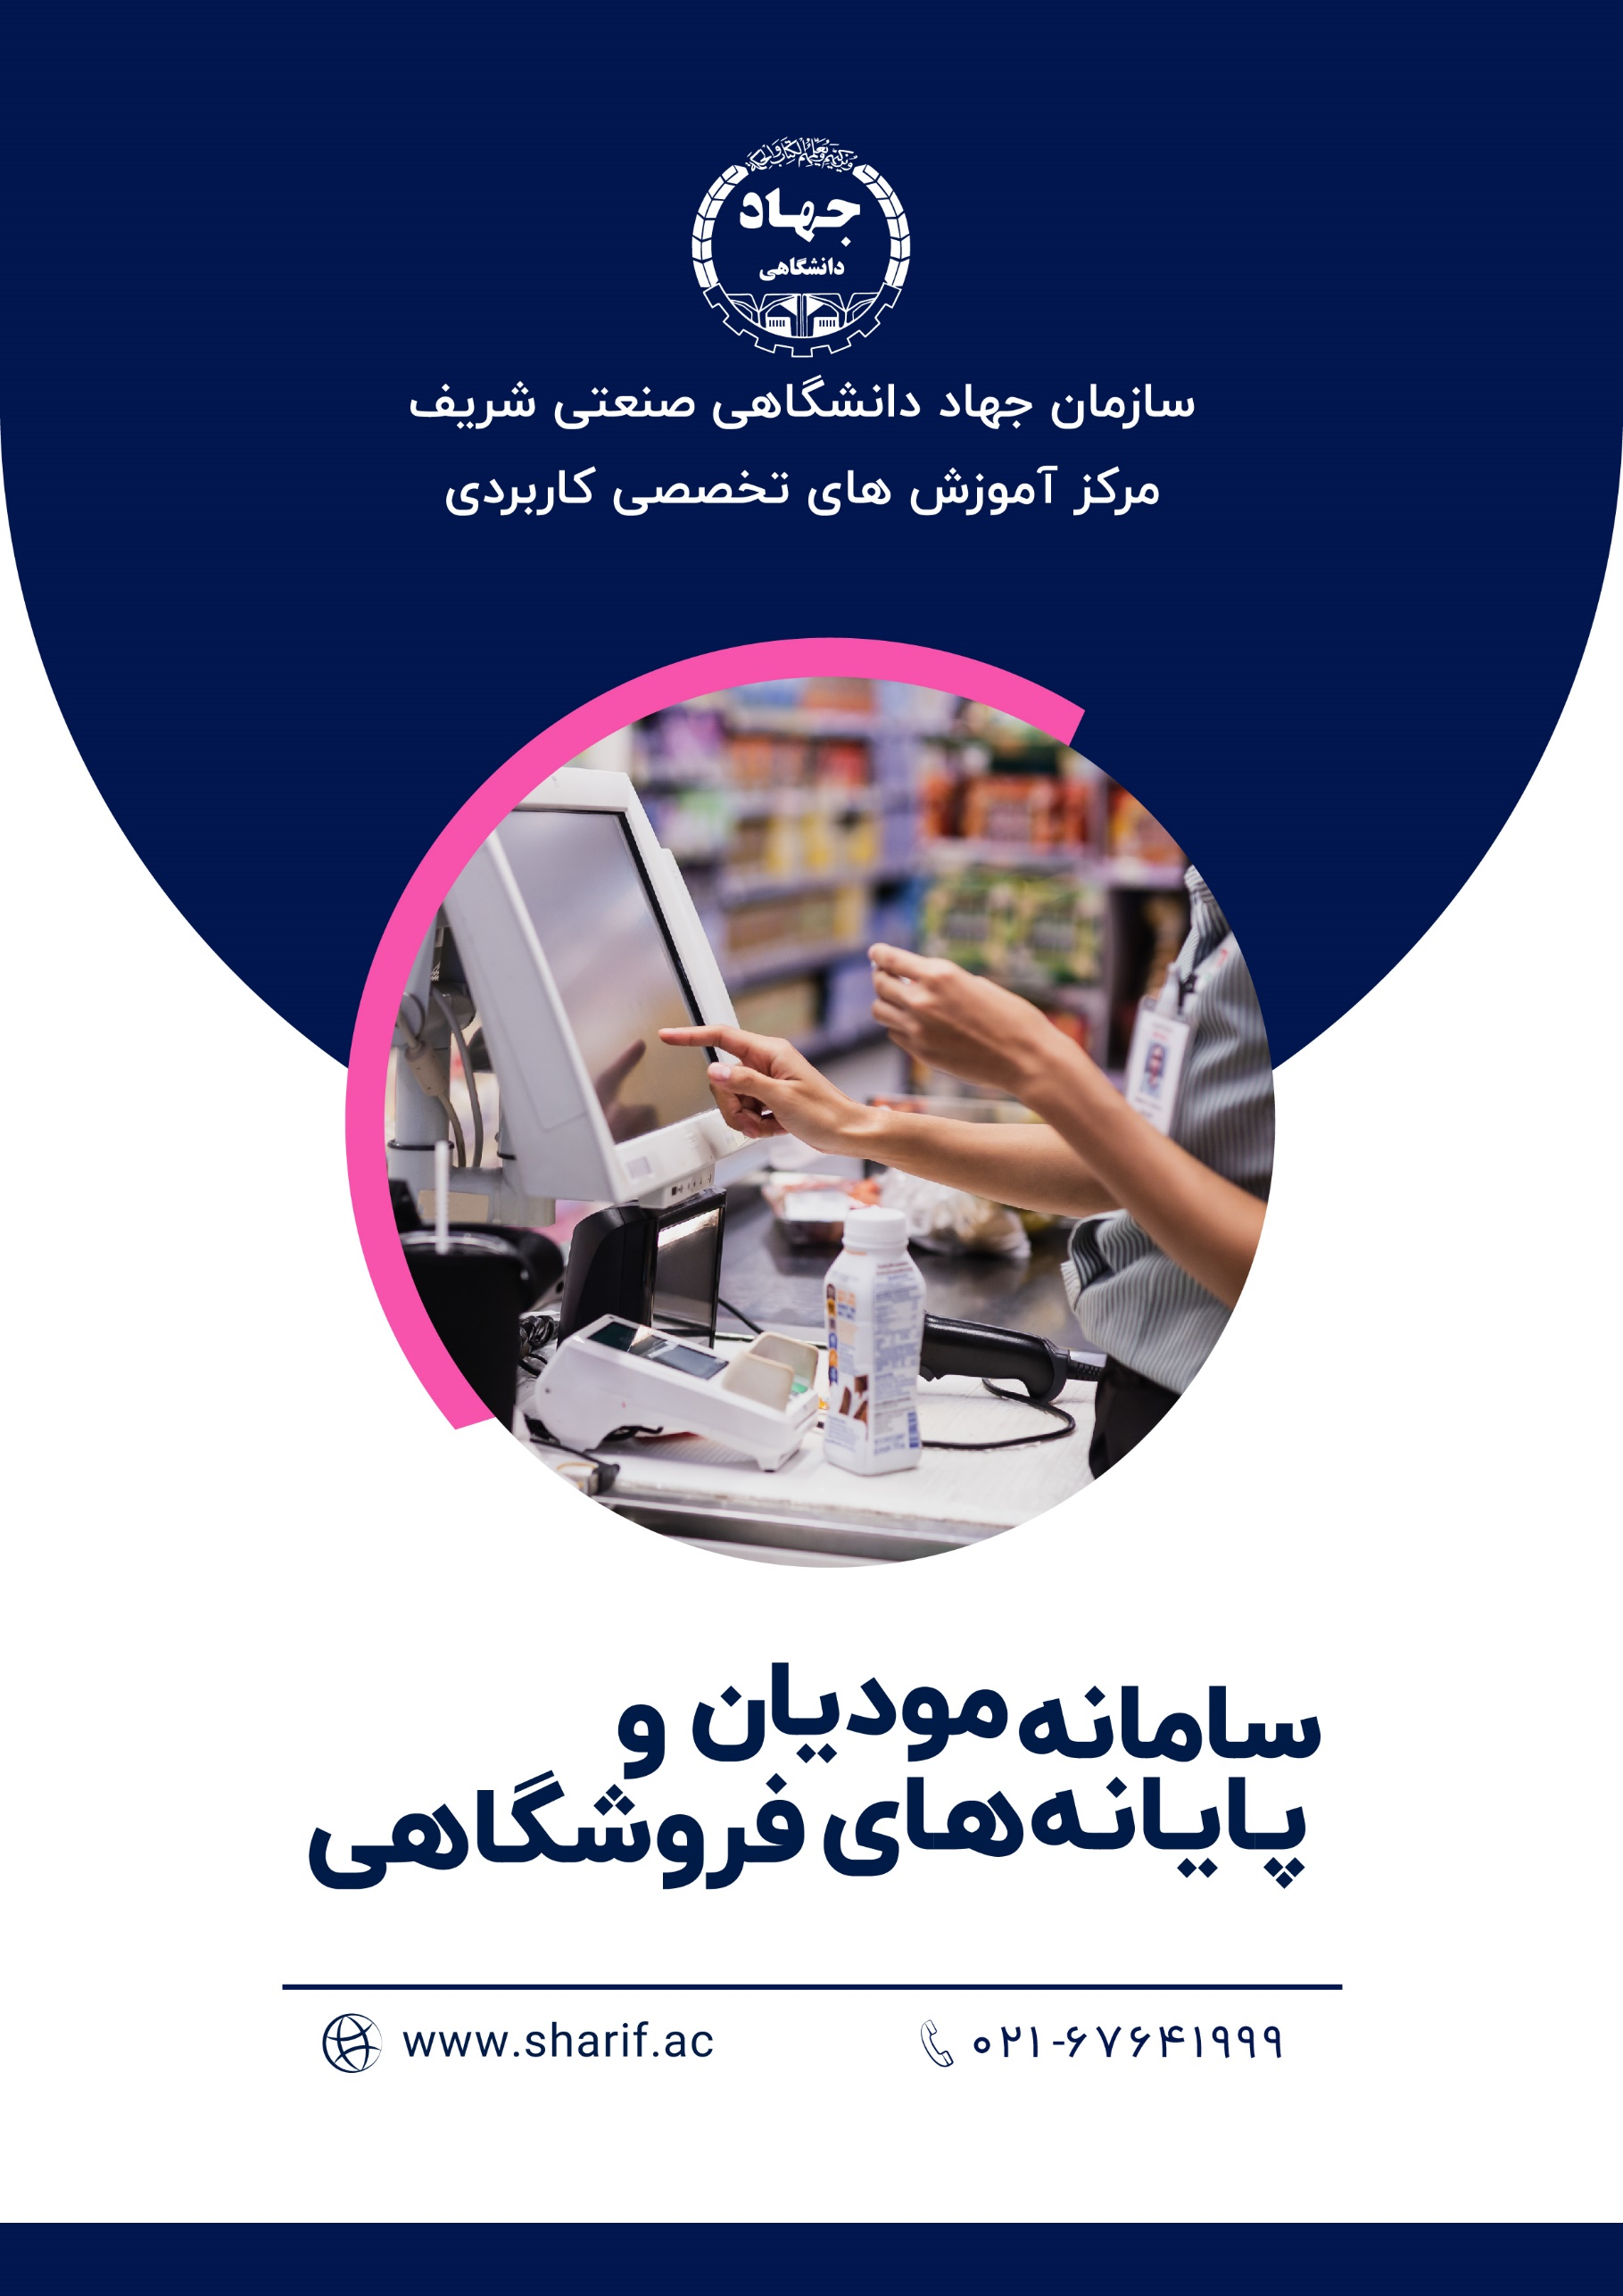 جهاد
دانشگاهی
سازمان جهاد دانشگاهی صنعتی شریف
مرکز آموزش های تخصصی کاربردی
سامانه مودیان و
پایانه‌های فروشگاهی
www.sharif.ac
۰۲۱-۶۷۶۴۱۹۹۹